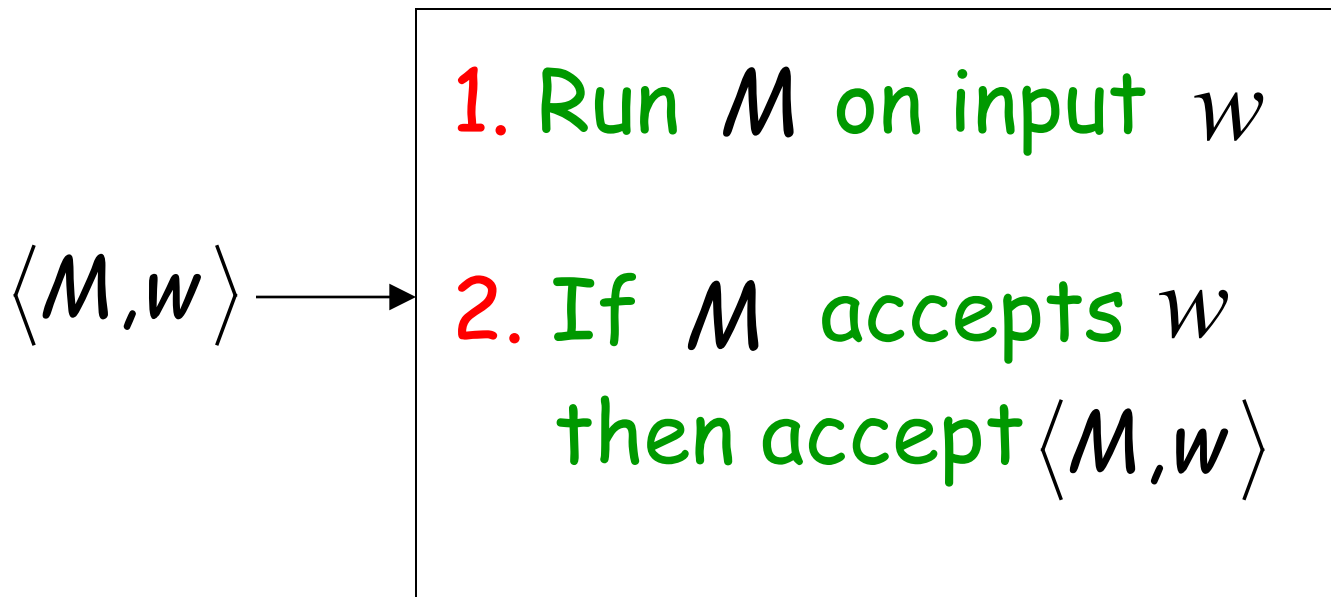 1. Run M on input w
⟨M,w⟩
2. If M accepts w
then accept ⟨M,w⟩